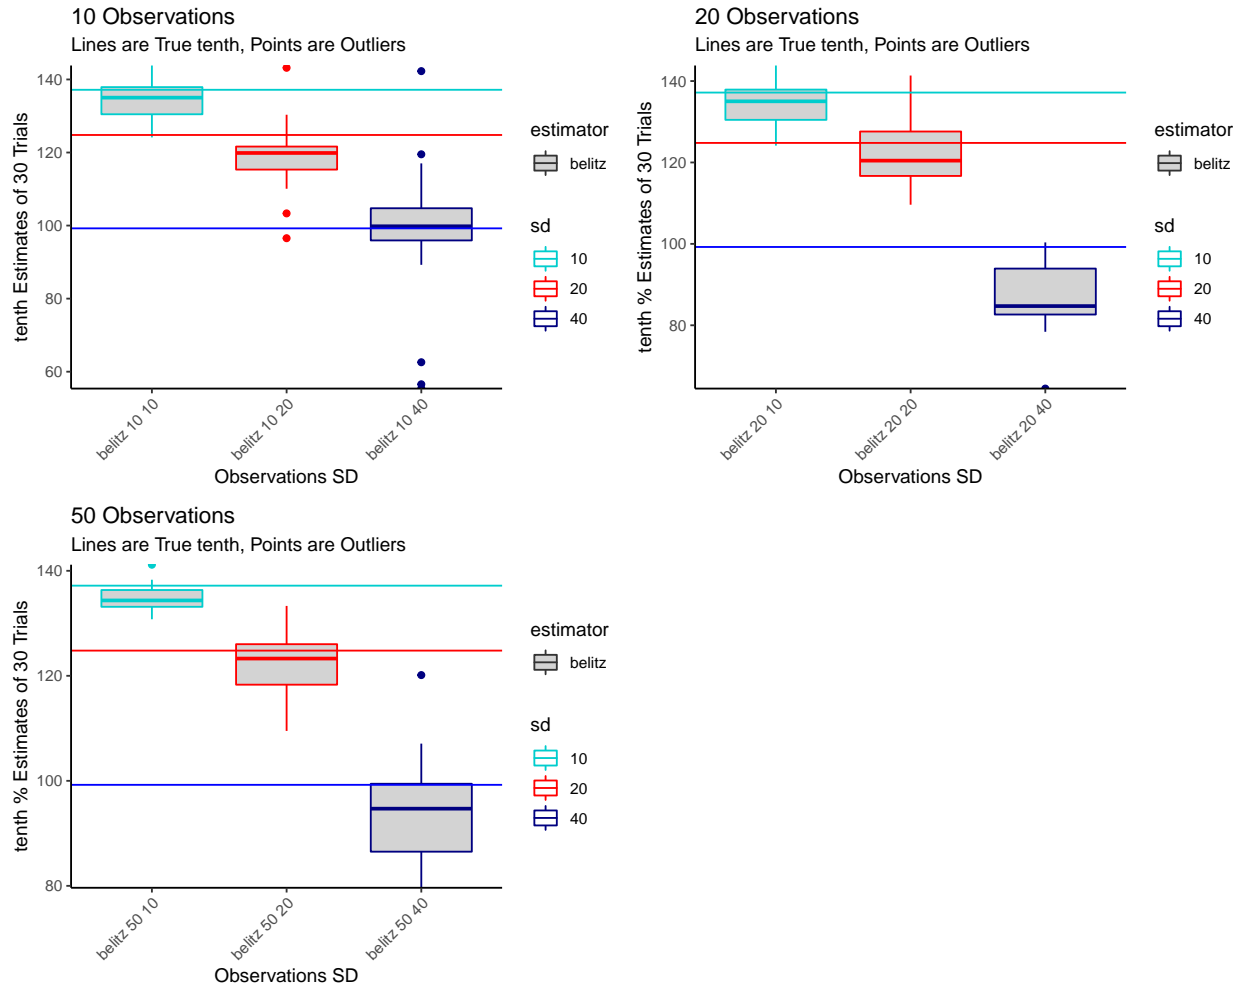 10 Observations
Lines are True tenth, Points are Outliers
tenth Estimates of 30 Trials
140
120
100
80
60
belitz 10 10
belitz 10 20
belitz 10 40
Observations SD
estimator
belitz
sd
10
20
40
20 Observations
Lines are True tenth, Points are Outliers
tenth % Estimates of 30 Trials
140
120
100
80
belitz 20 10
belitz 20 20
belitz 20 40
Observations SD
estimator
belitz
sd
10
20
40
50 Observations
Lines are True tenth, Points are Outliers
tenth % Estimates of 30 Trials
140
120
100
80
belitz 50 10
belitz 50 20
belitz 50 40
Observations SD
estimator
belitz
sd
10
20
40